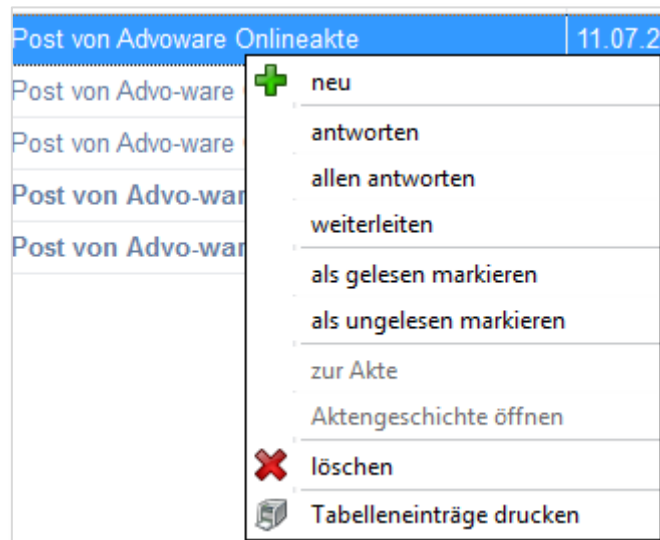 Post von Advoware Onlineakte 11.07.2
Post von Advo-ware
Post von Advo-ware
Post von Advo-war
Post von Advo-war
neu
antworten
allen antworten
weiterleiten
als gelesen markieren
als ungelesen markieren
zur Akte
Aktengeschichte öffnen
löschen
Tabelleneinträge drucken